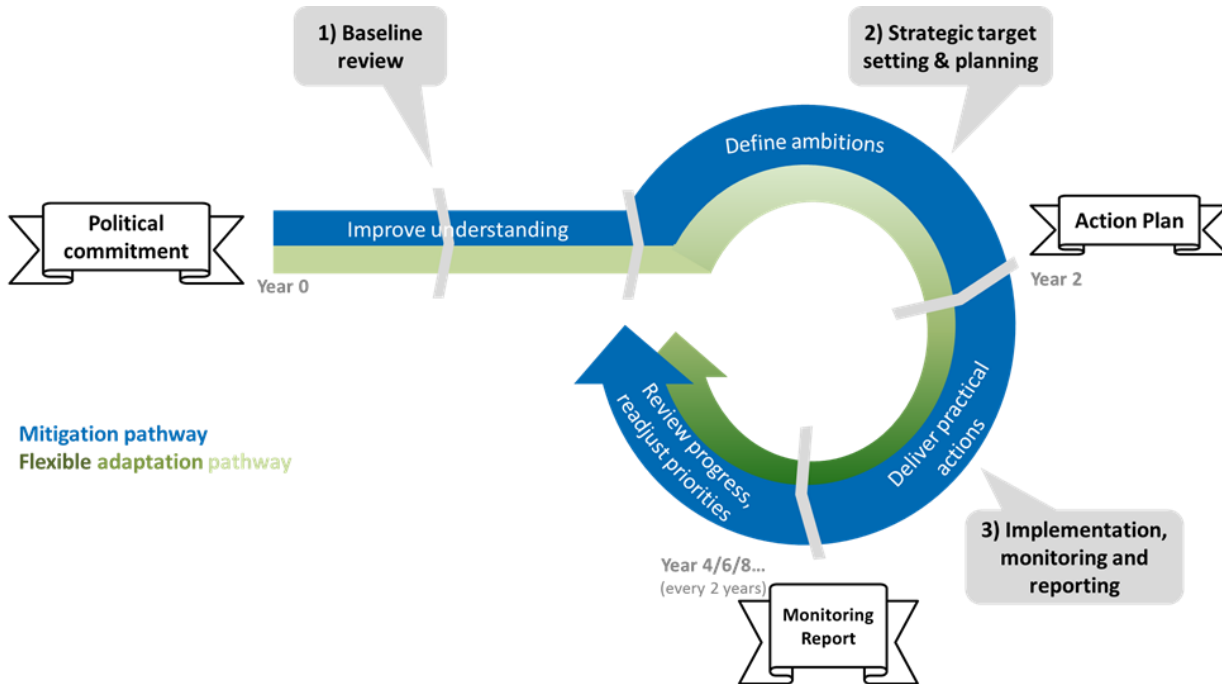 1) Baseline
review
2) Strategic target
setting & planning
Define ambitions
Political
commitment
Improve understanding
Action Plan
Year 0
Year 2
Mitigation pathway
Flexible adaptation pathway
Review progress,
readjust priorities
Deliver practical
actions
3) Implementation,
monitoring and
reporting
Year 4/6/8...
(every 2 years)
Monitoring
Report